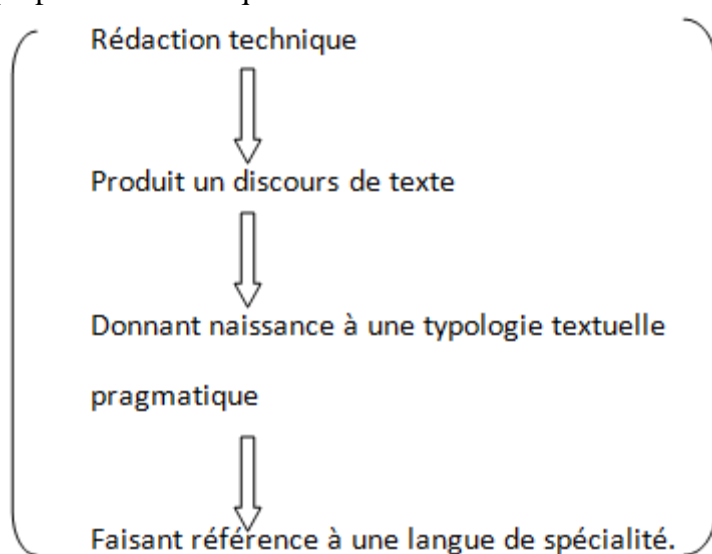 Rédaction technique
Produit un discours de texte
Donnant naissance à une typologie textuelle
pragmatique
Faisant référence à une langue de spécialité.